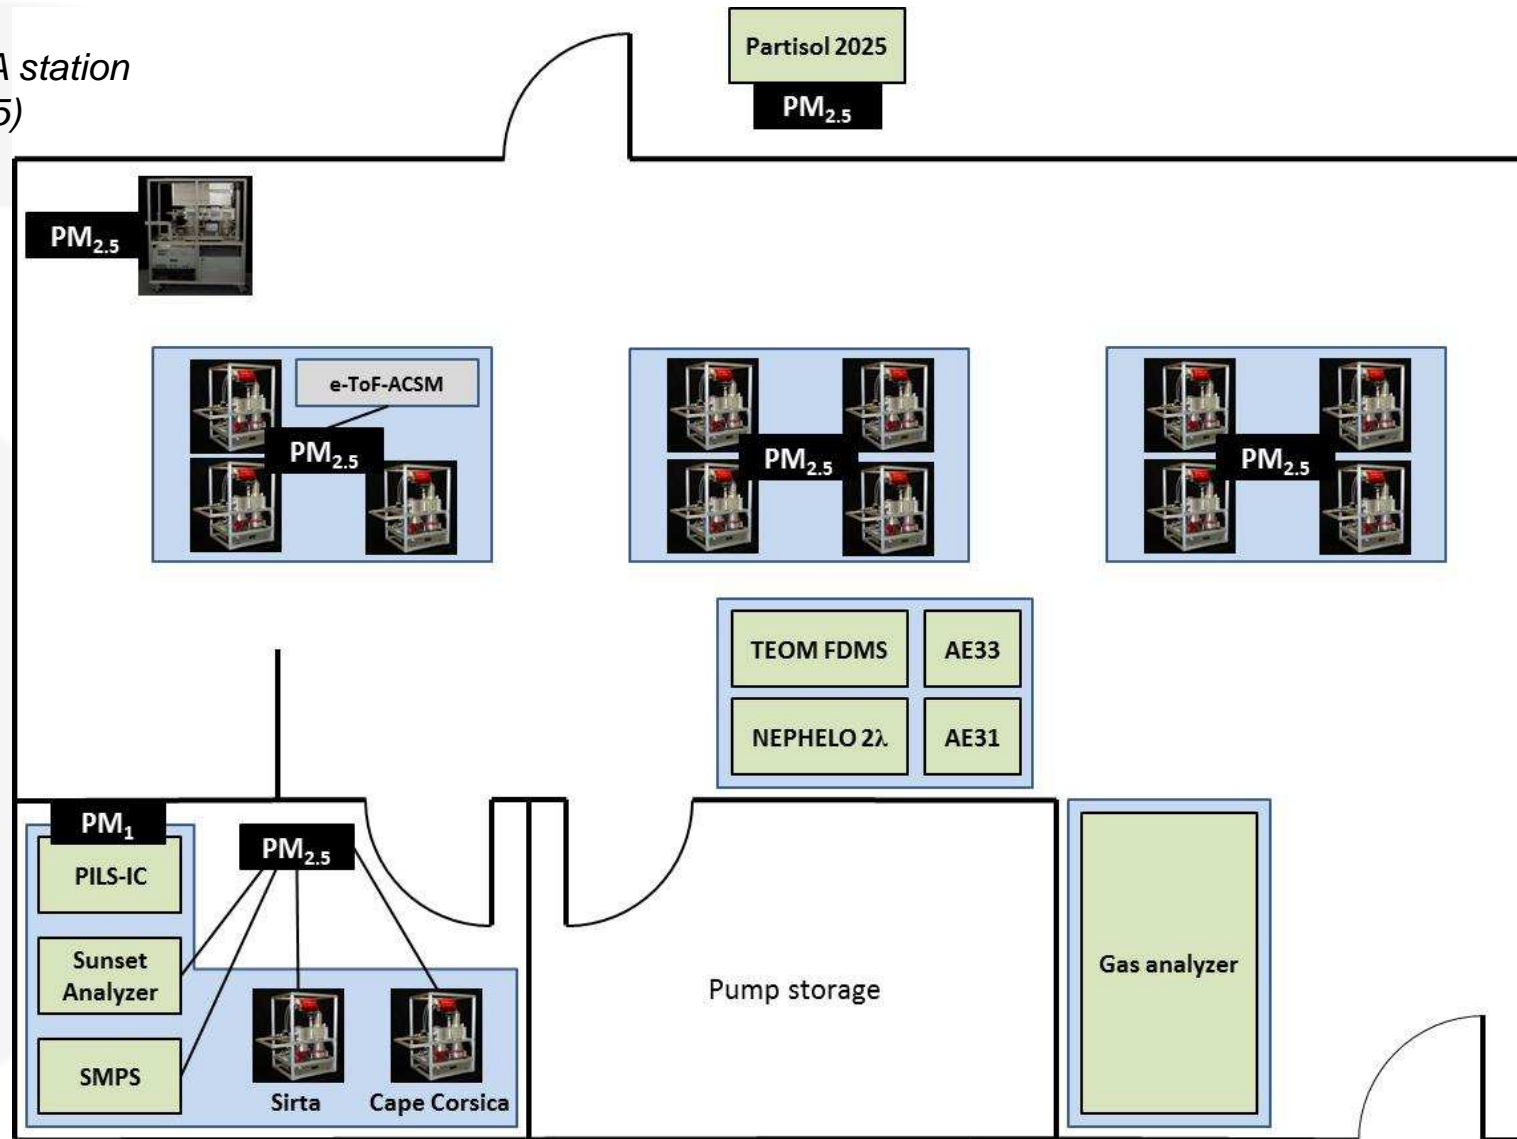 A station
5)
Partisol 2025
PM2.5
PM2.5
e-ToF-ACSM
PM2.5
PM2.5
PM2.5
TEOM FDMS
AE33
NEPHELO 2λ
AE31
PM1
PILS-IC
PM2.5
Sunset
Analyzer
SMPS
Sirta
Cape Corsica
Pump storage
Gas analyzer